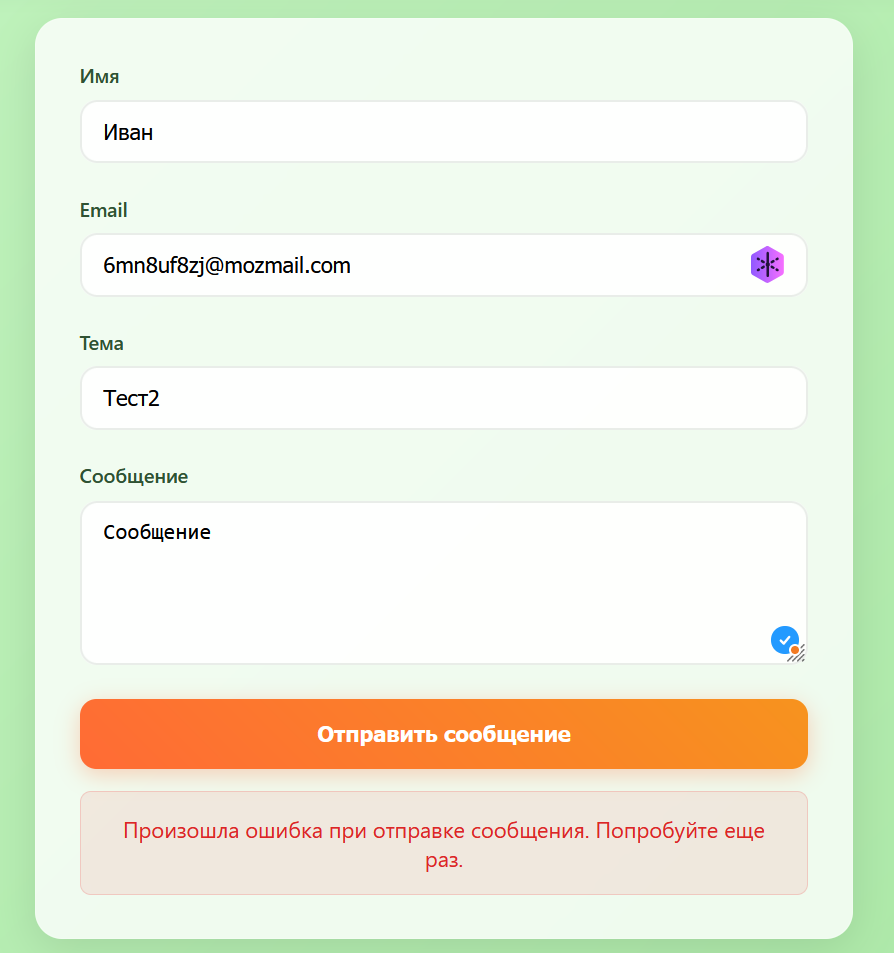 Имя
Иван
Email
6mn8uf8zj@mozmail.com
Тема
Тест2
Сообщение
Сообщение
Отправить сообщение
Произошла ошибка при отправке сообщения. Попробуйте еще
раз.